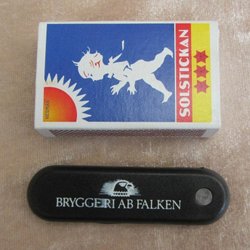 SOLSTICKAN
BRYGGERI AB FALKEN